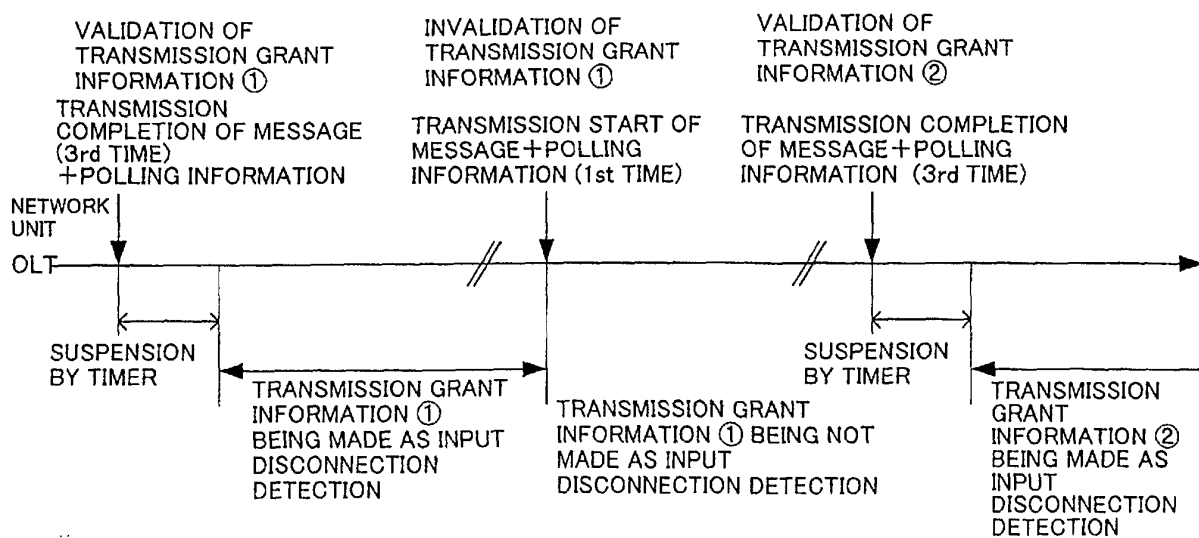 VALIDATION OF
TRANSMISSION GRANT
INFORMATION ①
TRANSMISSION
COMPLETION OF MESSAGE
(3rd TIME)
+POLLING INFORMATION
INVALIDATION OF
TRANSMISSION GRANT
INFORMATION ①
TRANSMISSION START OF
MESSAGE+POLLING
INFORMATION (1st TIME)
VALIDATION OF
TRANSMISSION GRANT
INFORMATION ②
TRANSMISSION COMPLETION
OF MESSAGE+POLLING
INFORMATION (3rd TIME)
NETWORK
UNIT
OLT
SUSPENSION
BY TIMER
TRANSMISSION GRANT
INFORMATION ①
BEING MADE AS INPUT
DISCONNECTION
DETECTION
TRANSMISSION GRANT
INFORMATION ① BEING NOT
MADE AS INPUT
DISCONNECTION DETECTION
SUSPENSION
BY TIMER
TRANSMISSION
GRANT
INFORMATION ②
BEING MADE AS
INPUT
DISCONNECTION
DETECTION